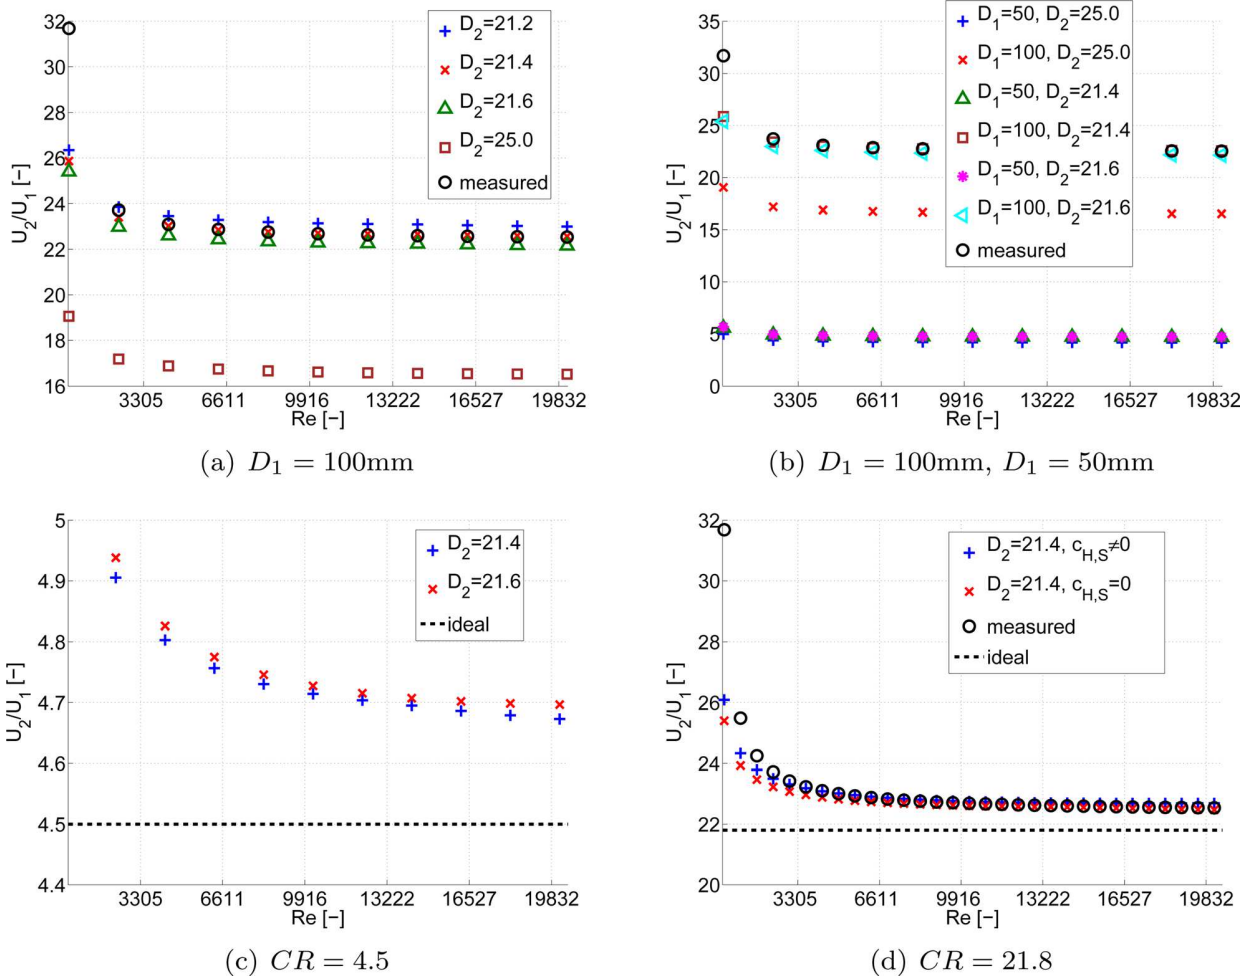 32
30
28
26
24
22
20
18
16
U2/U1 [−]
3305 6611 9916 13222 16527 19832
Re [−]
D2=21.2
D2=21.4
D2=21.6
D2=25.0
measured
(a) D1 = 100mm
35
30
25
20
15
10
5
0
U2/U1 [−]
3305 6611 9916 13222 16527 19832
Re [−]
D1=50, D2=25.0
D1=100, D2=25.0
D1=50, D2=21.4
D1=100, D2=21.4
D1=50, D2=21.6
D1=100, D2=21.6
measured
(b) D1 = 100mm, D1 = 50mm
5
4.9
4.8
4.7
4.6
4.5
4.4
U2/U1 [−]
3305 6611 9916 13222 16527 19832
Re [−]
D2=21.4
D2=21.6
ideal
(c) CR = 4.5
32
30
28
26
24
22
20
U2/U1 [−]
3305 6611 9916 13222 16527 19832
Re [−]
D2=21.4, cH,S≠0
D2=21.4, cH,S=0
measured
ideal
(d) CR = 21.8